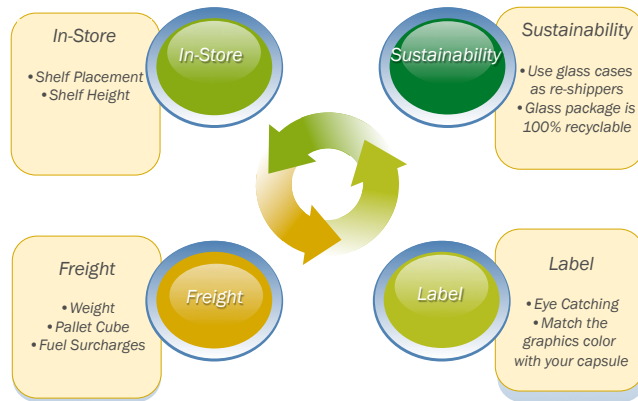 In-Store
• Shelf Placement
• Shelf Height
In-Store
Sustainability
Sustainability
• Use glass cases
as re-shippers
• Glass package is
100% recyclable
Freight
• Weight
• Pallet Cube
• Fuel Surcharges
Freight
Label
Label
• Eye Catching
• Match the
graphics color
with your capsule